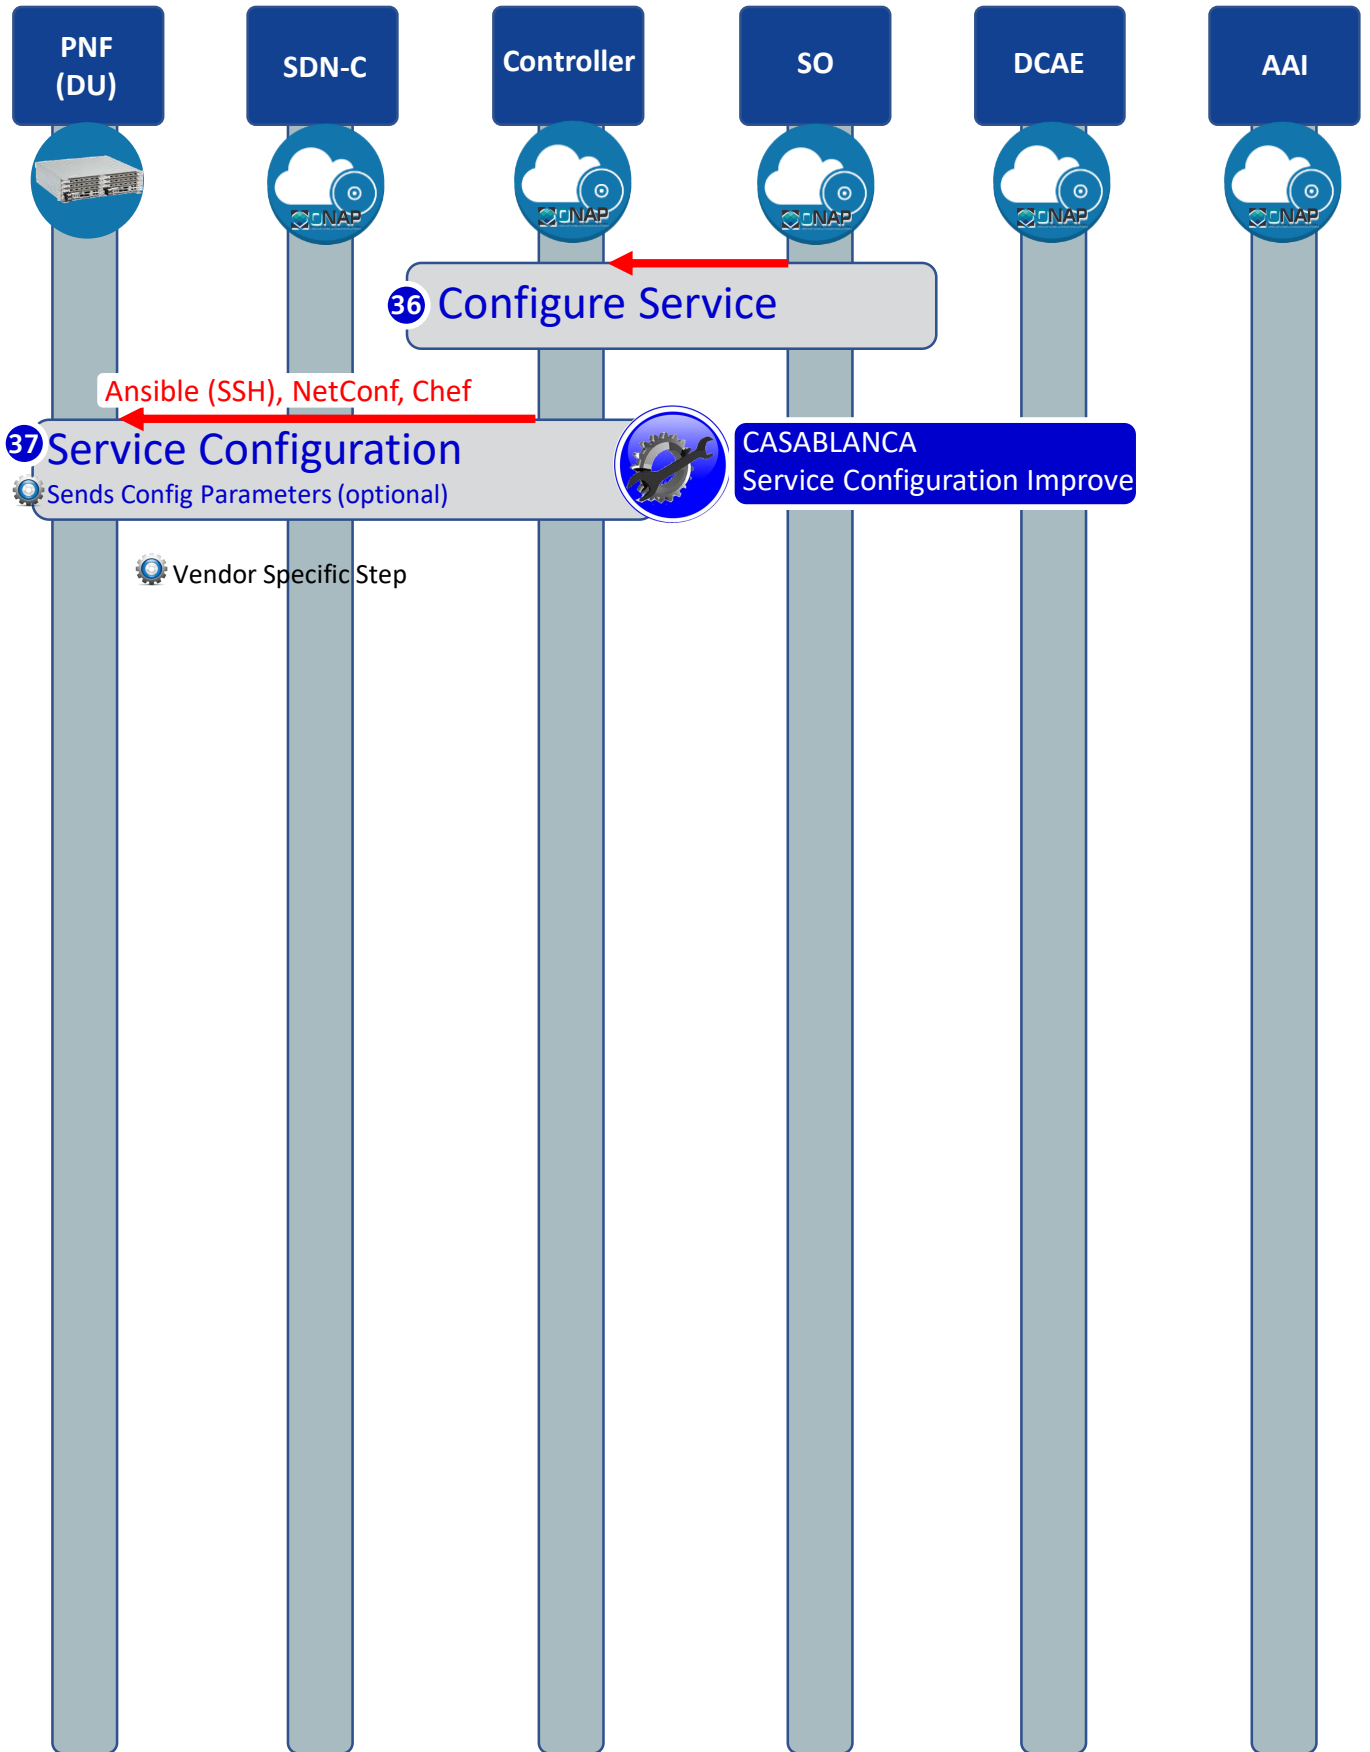 PNF
(DU)
SDN-C
Controller
SO
DCAE
AAI
ONAP
ONAP
ONAP
ONAP
ONAP
36 Configure Service
Ansible (SSH), NetConf, Chef
37 Service Configuration
Sends Config Parameters (optional)
CASABLANCA
Service Configuration Improve
Vendor Specific Step